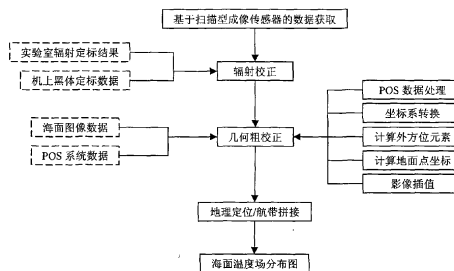 基于扫描型成像传感器的数据获取
实验室辐射定标结果
机上黑体定标数据
辐射校正
海面图像数据
POS 系统数据
几何粗校正
POS 数据处理
坐标系转换
计算外方位元素
计算地面点坐标
影像插值
地理定位/航带拼接
海面温度场分布图